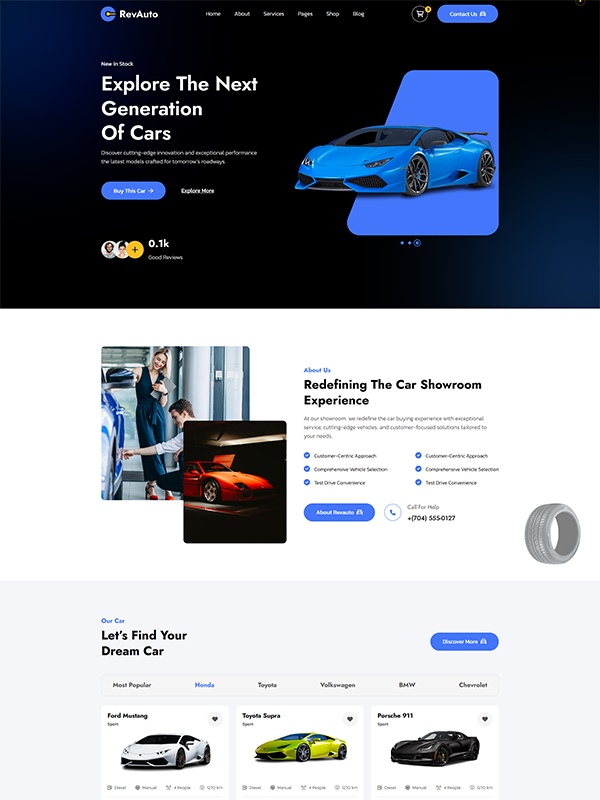 RevAuto
Home About Services Pages Shop Blog
Contact Us
New in Stock
Explore The Next
Generation
Of Cars
Discover cutting-edge innovation and exceptional performance
the latest models crafted for tomorrow's roadways.
Buy This Car
Explore More
0.1k
Good Reviews
About Us
Redefining The Car Showroom
Experience
At our showroom, we redefine the car buying experience with exceptional
service, cutting-edge vehicles, and customer-focused solutions tailored to
your needs.
Customer-Centric Approach
Customer-Centric Approach
Comprehensive Vehicle Selection
Comprehensive Vehicle Selection
Test Drive Convenience
Test Drive Convenience
About Revauto
Call For Help
+(704) 555-0127
Our Car
Let's Find Your
Dream Car
Discover More
Most Popular Honda Toyota Volkswagen BMW Chevrolet
Ford Mustang
Sport
Diesel Manual 4 People 1270 km
Toyota Supra
Sport
Diesel Manual 4 People 1270 km
Porsche 911
Sport
Diesel Manual 4 People 1270 km